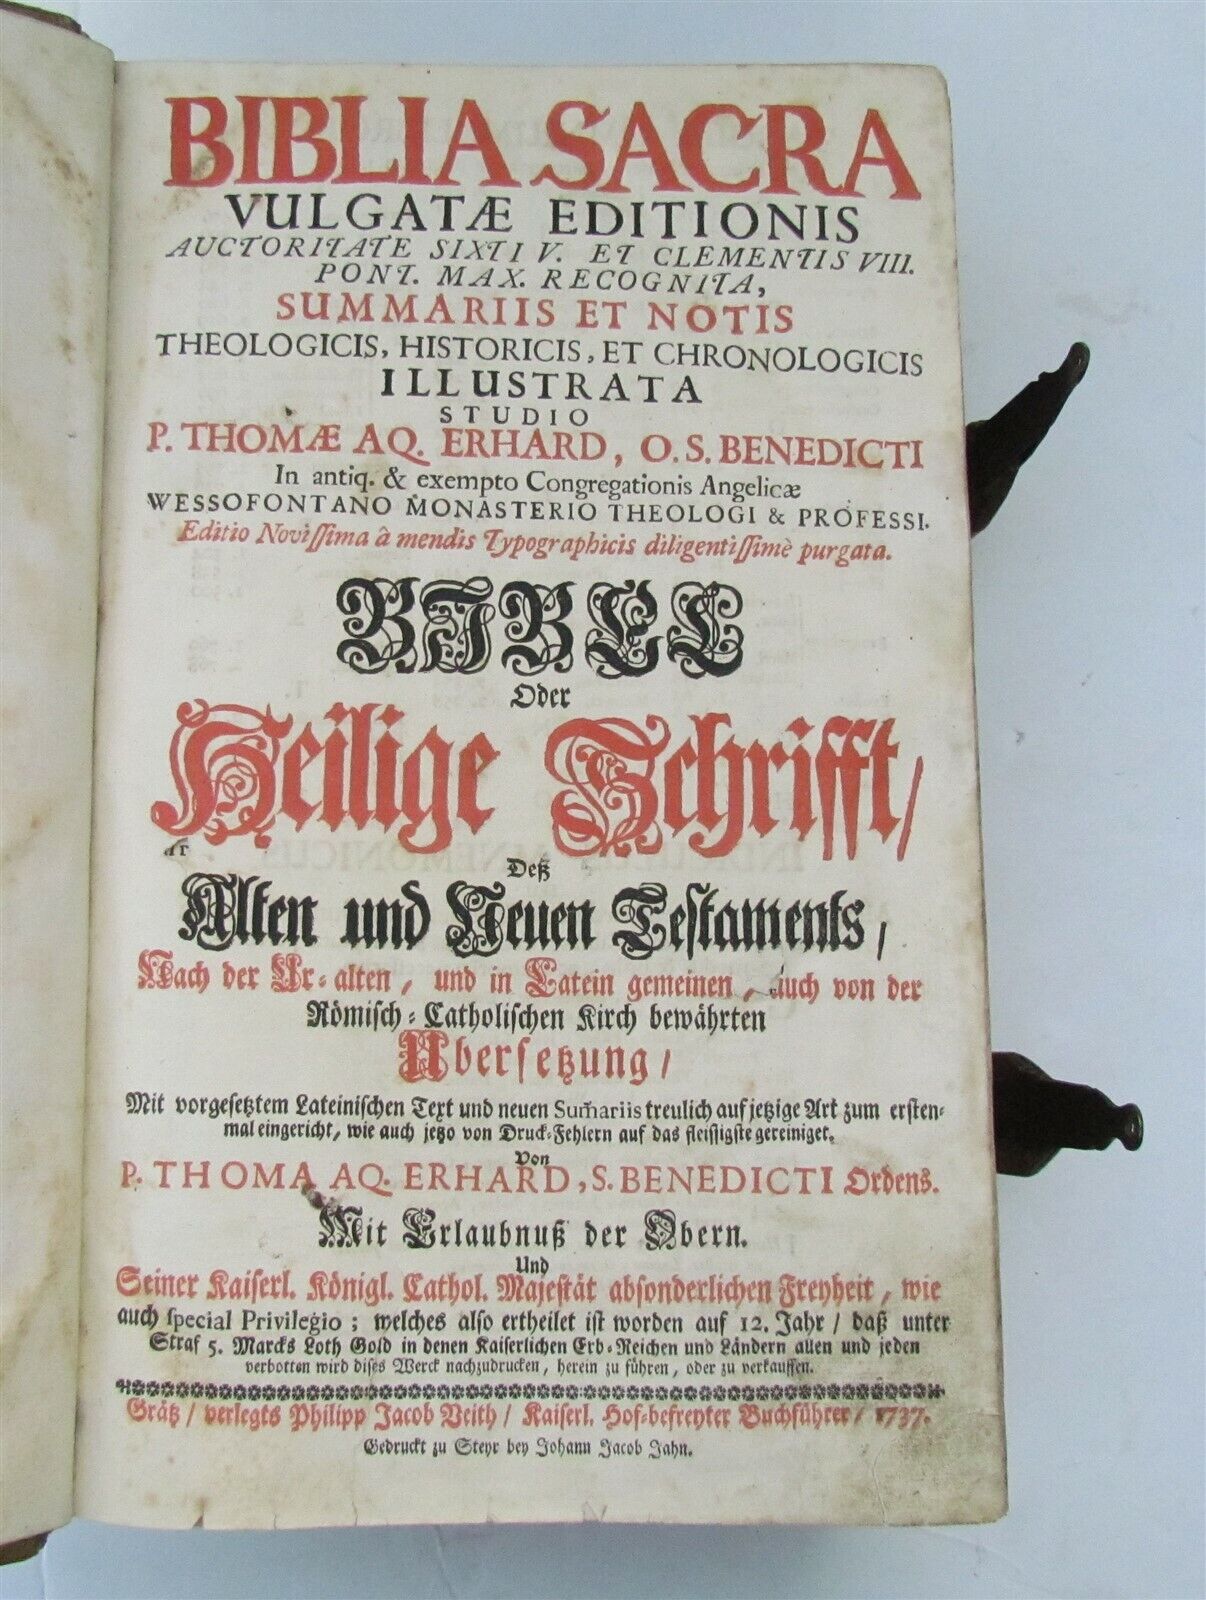 BIBLIA SACRA
VULGATÆ EDITIONIS
AUCTORITATE SIXTI V. ET CLEMENTIS VIII.
PONT. MAX. RECOGNITA,
SUMMARIIS ET NOTIS
THEOLOGICIS, HISTORICIS, ET CHRONOLOGICIS
ILLUSTRATA
STUDIO
P. THOMÆ AQ. ERHARD, O. S. BENEDICTI
In antiq. & exempto Congregationis Angelicæ
WESSOFONTANO MONASTERIO THEOLOGI & PROFESSI.
Editio Novissima â mendis Typographicis diligentissimè purgata.
BIBEL
Oder
Heilige Schrifft/
Deß
Alten und Neuen Testaments,
Nach der Ur-alten, und in Latein gemeinen, auch von der
Römisch-Catholischen Kirch bewährten
Ubersetzung/
Mit vorgesetztem Lateinischen Text und neuen Sum̃ariis treulich auf jetzige Art zum ersten-
mal eingericht, wie auch jetzo von Druck-Fehlern auf das fleissigste gereiniget.
Von
P. THOMA AQ. ERHARD, S. BENEDICTI Ordens.
Mit Erlaubnuß der Obern.
Und
Seiner Kaiserl. Königl. Cathol. Majestät absonderlichen Freyheit, wie
auch special Privilegio; welches also ertheilet ist worden auf 12. Jahr/ daß unter
Straf 5. Marcks Loth Gold in denen Kaiserlichen Erb-Reichen und Ländern allen und jeden
verbotten wird dises Werck nachzudrucken, herein zu führen, oder zu verkauffen.
Grätz/ verlegts Philipp Jacob Veith/ Kaiserl. Hof-befreyter Buchführer/ 1737.
Gedruckt zu Steyr bey Johann Jacob Jahn.